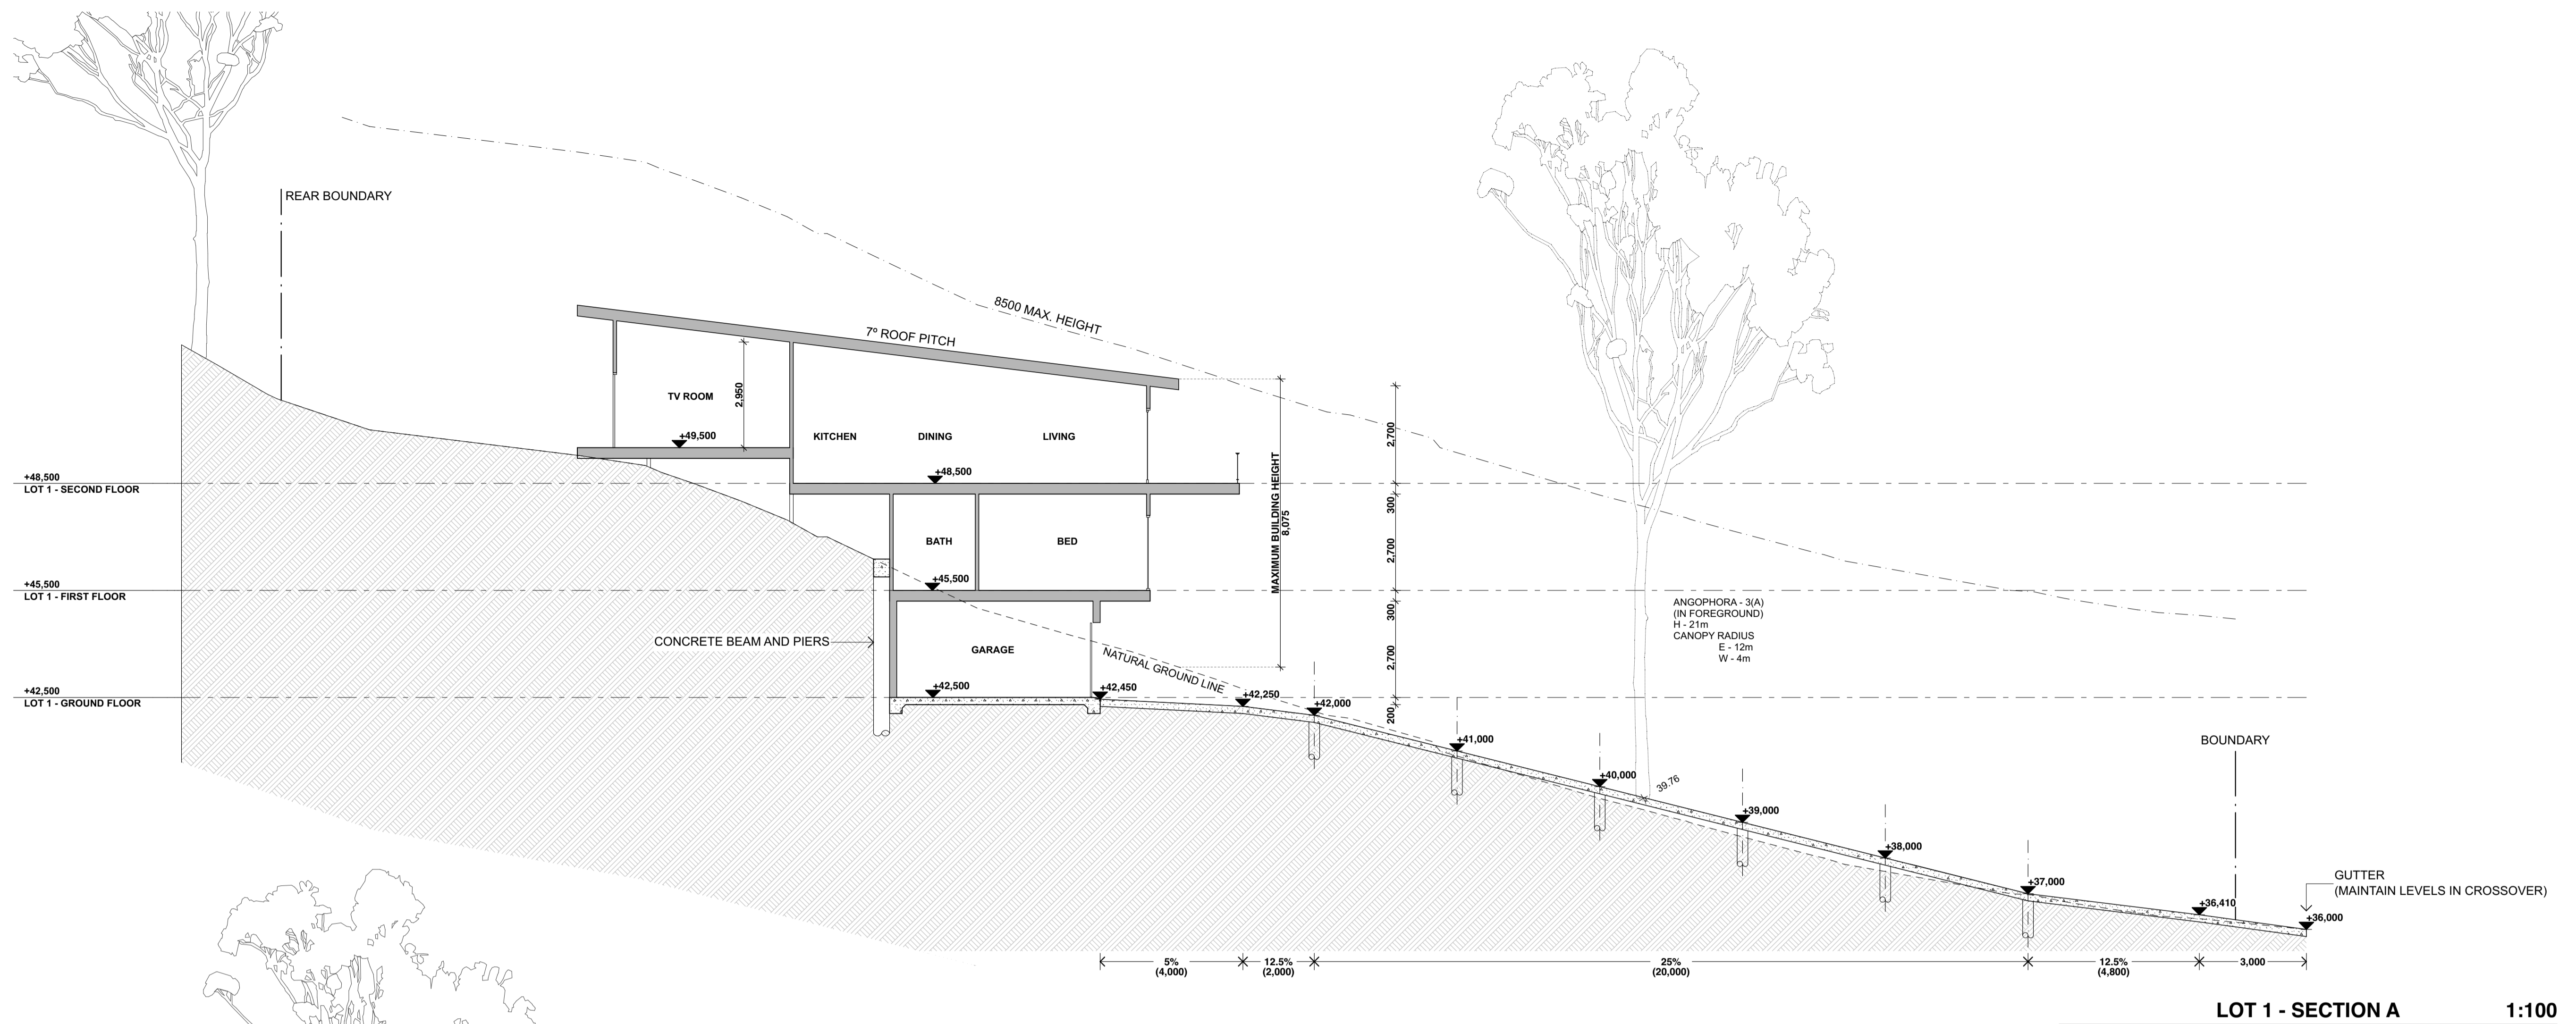 REAR BOUNDARY
8500 MAX. HEIGHT
7º ROOF PITCH
TV ROOM
2,950
+49,500
KITCHEN
DINING
LIVING
+48,500
+48,500
LOT 1 - SECOND FLOOR
2,700
300
MAXIMUM BUILDING HEIGHT
8,075
BATH
BED
2,700
+45,500
+45,500
LOT 1 - FIRST FLOOR
300
ANGOPHORA - 3(A)
(IN FOREGROUND)
H - 21m
CANOPY RADIUS
E - 12m
W - 4m
CONCRETE BEAM AND PIERS
GARAGE
NATURAL GROUND LINE
2,700
+42,500
LOT 1 - GROUND FLOOR
+42,500
+42,450
+42,250
+42,000
200
+41,000
BOUNDARY
+40,000
39.76
+39,000
+38,000
+37,000
GUTTER
(MAINTAIN LEVELS IN CROSSOVER)
+36,410
+36,000
5%
(4,000)
12.5%
(2,000)
25%
(20,000)
12.5%
(4,800)
3,000
LOT 1 - SECTION A
1:100